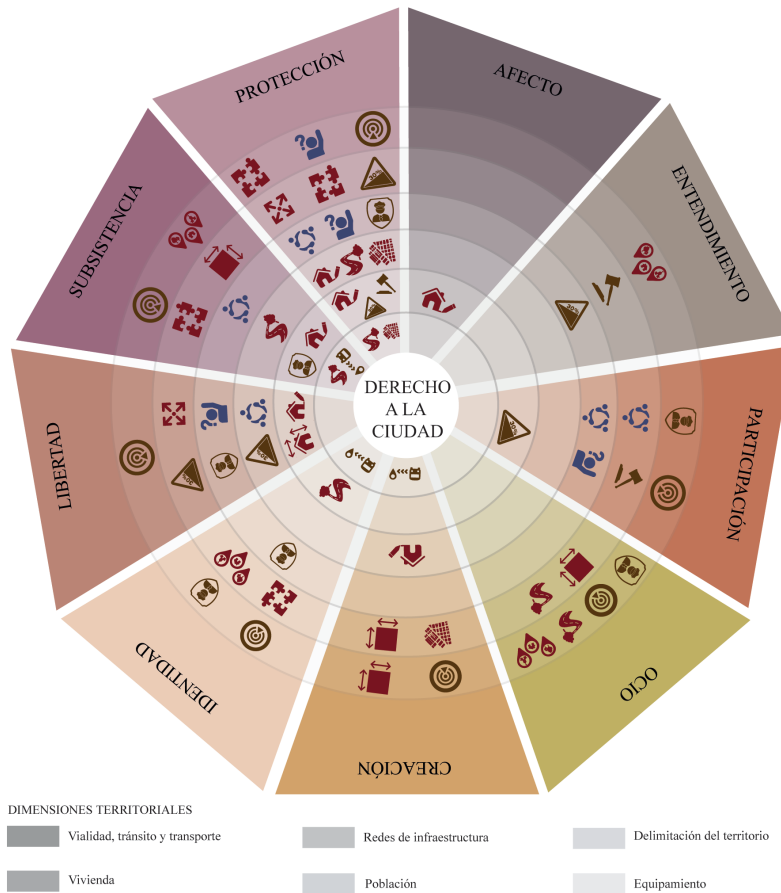 PROTECCIÓN
AFECTO
ENTENDIMIENTO
SUBSISTENCIA
DERECHO
A LA
CIUDAD
LIBERTAD
PARTICIPACIÓN
IDENTIDAD
CREACIÓN
OCIO
DIMENSIONES TERRITORIALES
Vialidad, tránsito y transporte
Redes de infraestructura
Delimitación del territorio
Vivienda
Población
Equipamiento